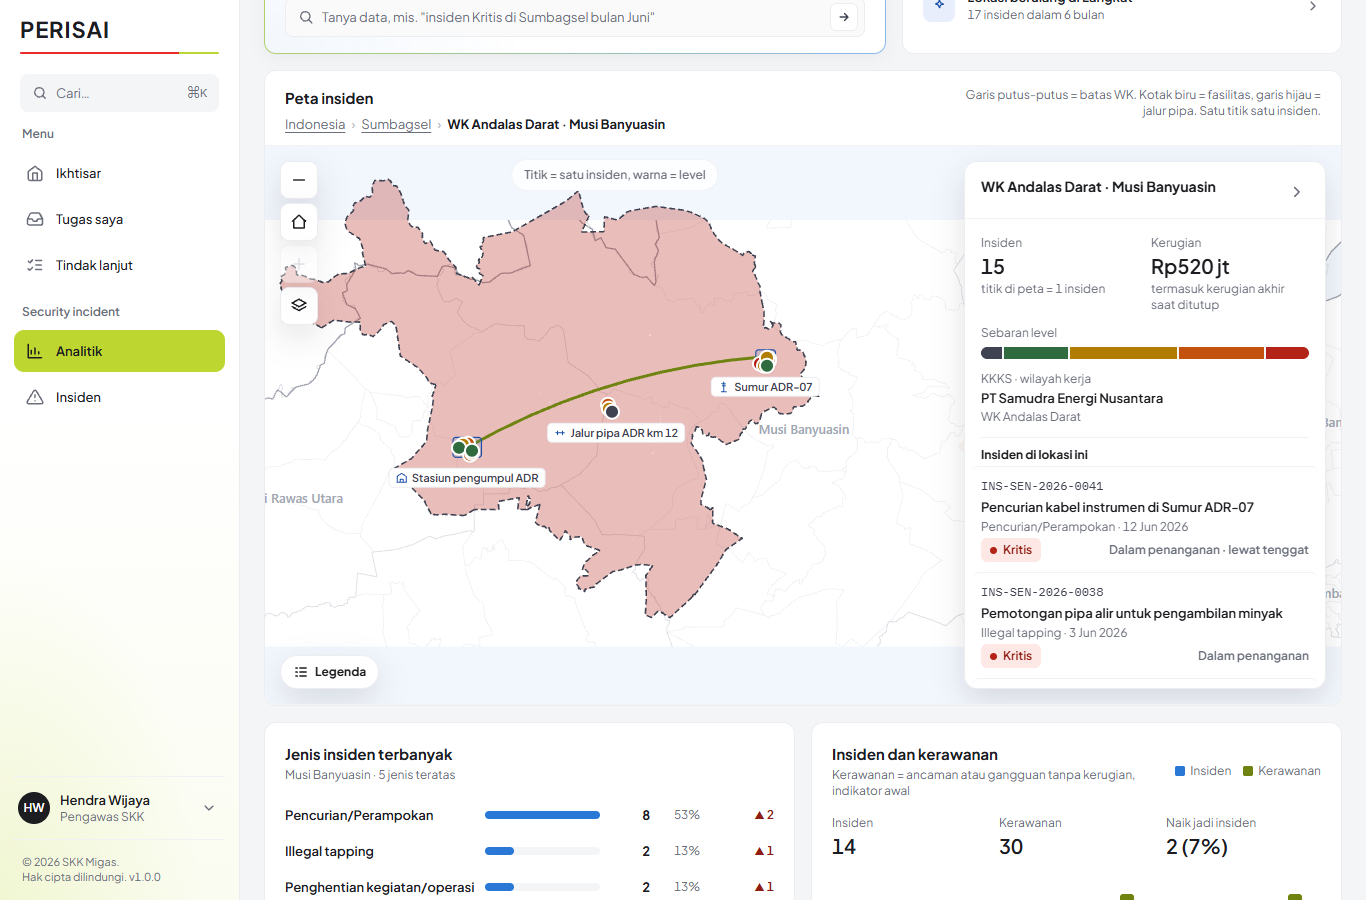 PERISAI
Cari...
⌘K
Menu
Ikhtisar
Tugas saya
Tindak lanjut
Security incident
Analitik
Insiden
HW
Hendra Wijaya
Pengawas SKK
© 2026 SKK Migas.
Hak cipta dilindungi. v1.0.0
Tanya data, mis. "insiden Kritis di Sumbagsel bulan Juni"
17 insiden dalam 6 bulan
Peta insiden
Indonesia › Sumbagsel › WK Andalas Darat · Musi Banyuasin
Garis putus-putus = batas WK. Kotak biru = fasilitas, garis hijau =
jalur pipa. Satu titik satu insiden.
Titik = satu insiden, warna = level
Sumur ADR-07
Jalur pipa ADR km 12
Musi Banyuasin
Stasiun pengumpul ADR
i Rawas Utara
Legenda
WK Andalas Darat · Musi Banyuasin
Insiden
15
titik di peta = 1 insiden
Kerugian
Rp520 jt
termasuk kerugian akhir
saat ditutup
Sebaran level
KKKS · wilayah kerja
PT Samudra Energi Nusantara
WK Andalas Darat
Insiden di lokasi ini
INS-SEN-2026-0041
Pencurian kabel instrumen di Sumur ADR-07
Pencurian/Perampokan · 12 Jun 2026
Kritis
Dalam penanganan · lewat tenggat
INS-SEN-2026-0038
Pemotongan pipa alir untuk pengambilan minyak
Illegal tapping · 3 Jun 2026
Kritis
Dalam penanganan
Jenis insiden terbanyak
Musi Banyuasin · 5 jenis teratas
Pencurian/Perampokan 8 53% ▲2
Illegal tapping 2 13% ▲1
Penghentian kegiatan/operasi 2 13% ▲1
Insiden dan kerawanan
Kerawanan = ancaman atau gangguan tanpa kerugian,
indikator awal
Insiden
Kerawanan
Insiden
14
Kerawanan
30
Naik jadi insiden
2 (7%)